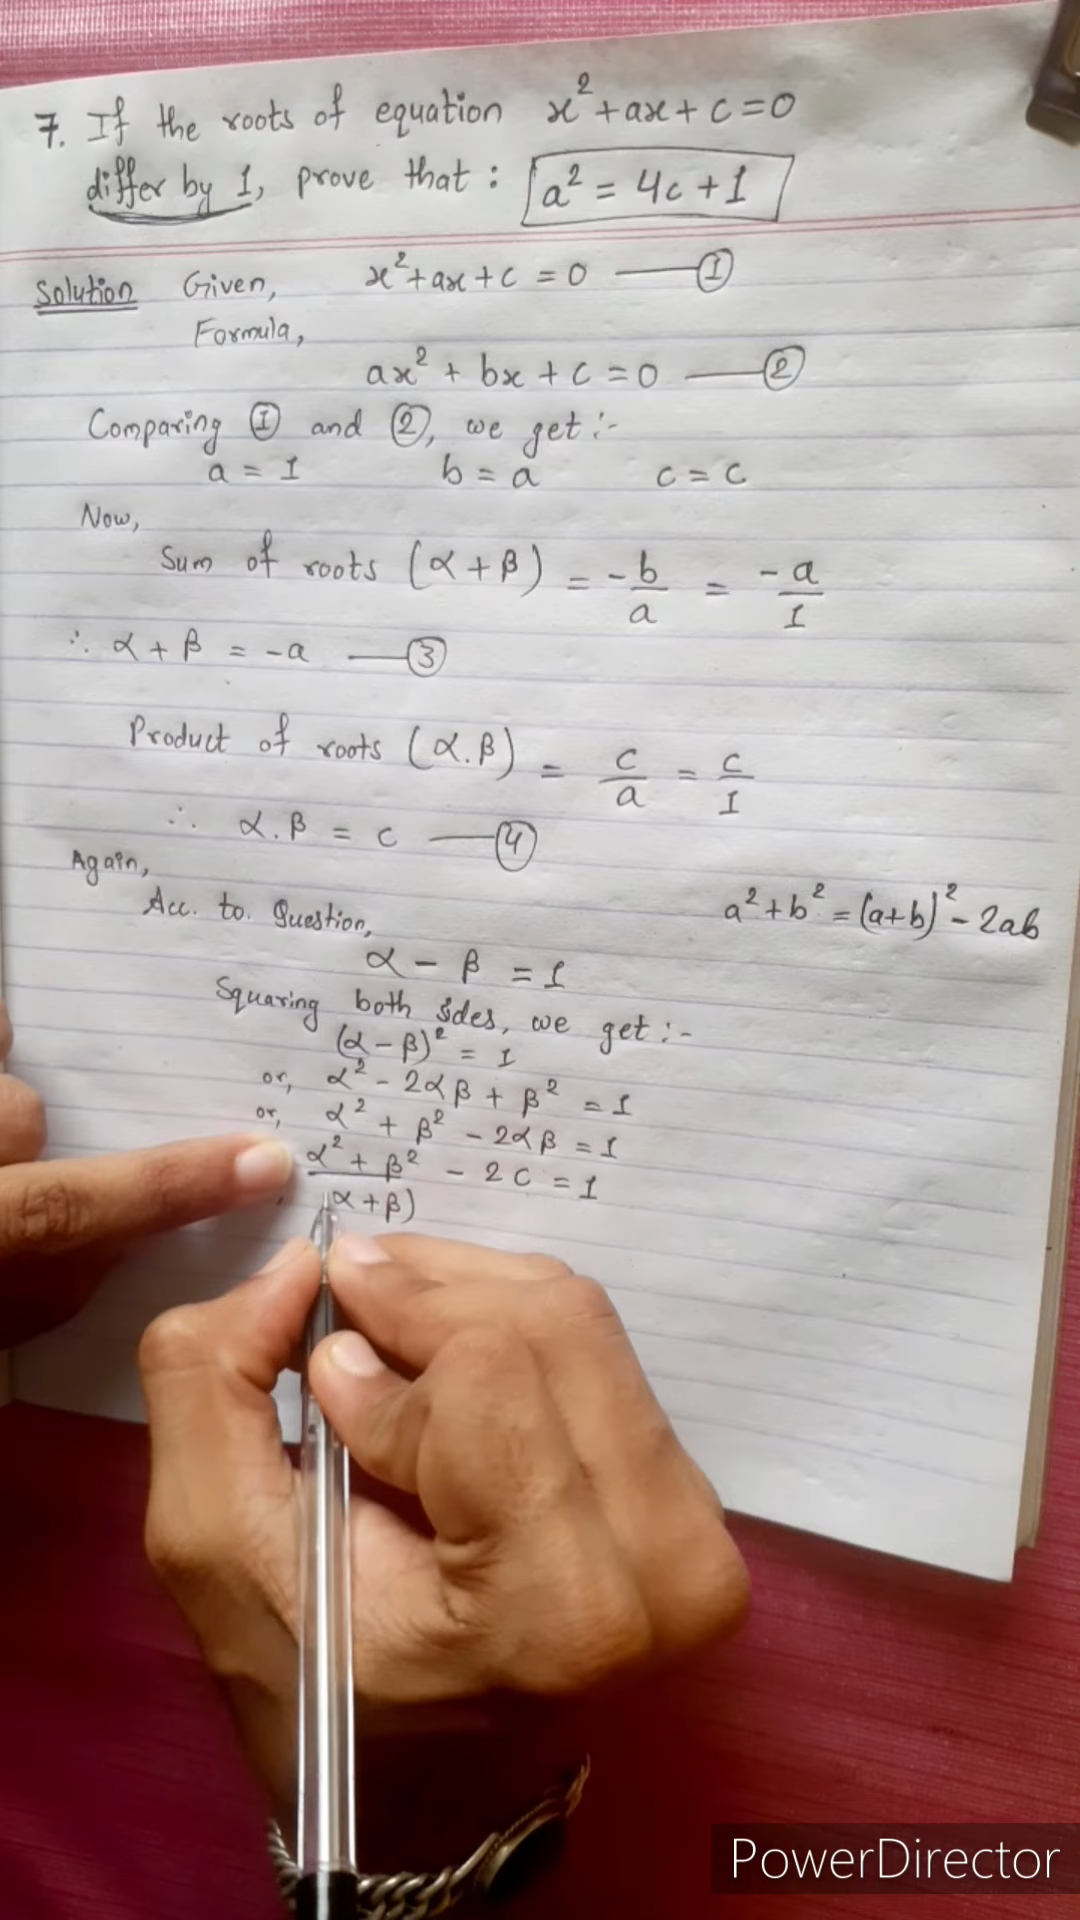 7. If the roots of equation x² + ax + c = 0
differ by 1, prove that : a² = 4c + 1
Solution Given, x² + ax + c = 0 —— ①
Formula,
ax² + bx + c = 0 —— ②
Comparing ① and ②, we get :-
a = 1 b = a c = c
Now,
Sum of roots (α + β) = -b/a = -a/1
∴ α + β = -a —— ③
Product of roots (α.β) = c/a = c/1
∴ α.β = c —— ④
Again,
Acc. to. Question,
a² + b² = (a+b)² - 2ab
α - β = 1
Squaring both sides, we get :-
(α - β)² = 1
or, α² - 2αβ + β² = 1
or, α² + β² - 2αβ = 1
α² + β² - 2c = 1
(α + β)
PowerDirector